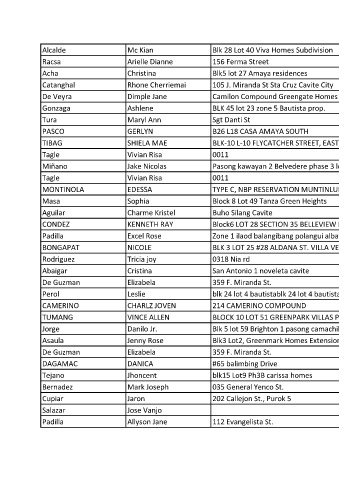 Alcalde Mc Kian Blk 28 Lot 40 Viva Homes Subdivision
Racsa Arielle Dianne 156 Ferma Street
Acha Christina Blk5 lot 27 Amaya residences
Catanghal Rhone Cherriemai 105 J. Miranda St Sta Cruz Cavite City
De Veyra Dimple Jane Camilon Compound Greengate Homes
Gonzaga Ashlene BLK 45 lot 23 zone 5 Bautista prop.
Tura Maryl Ann Sgt Danti St
PASCO GERLYN B26 L18 CASA AMAYA SOUTH
TIBAG SHIELA MAE BLK-10 L-10 FLYCATCHER STREET, EAST
Tagle Vivian Risa 0011
Miñano Jake Nicolas Pasong kawayan 2 Belvedere phase 3 l
Tagle Vivian Risa 0011
MONTINOLA EDESSA TYPE C, NBP RESERVATION MUNTINLU
Masa Sophia Block 8 Lot 49 Tanza Green Heights
Aguilar Charme Kristel Buho Silang Cavite
CONDEZ KENNETH RAY Block6 LOT 28 SECTION 35 BELLEVIEW
Padilla Excel Rose Zone 1 ilaod balangibang polangui alba
BONGAPAT NICOLE BLK 3 LOT 25 #28 ALDANA ST. VILLA VE
Rodriguez Tricia joy 0318 Nia rd
Abaigar Cristina San Antonio 1 noveleta cavite
De Guzman Elizabela 359 F. Miranda St.
Perol Leslie blk 24 lot 4 bautistablk 24 lot 4 bautista
CAMERINO CHARLZ JOVEN 214 CAMERINO COMPOUND
TUMANG VINCE ALLEN BLOCK 10 LOT 51 GREENPARK VILLAS P
Jorge Danilo Jr. Blk 5 lot 59 Brighton 1 pasong camachil
Asaula Jenny Rose Blk3 Lot2, Greenmark Homes Extension
De Guzman Elizabela 359 F. Miranda St.
DAGAMAC DANICA #65 balimbing Drive
Tejano Jhoncent blk15 Lot9 Ph3B carissa homes
Bernadez Mark Joseph 035 General Yenco St.
Cupiar Jaron 202 Callejon St., Purok 5
Salazar Jose Vanjo
Padilla Allyson Jane 112 Evangelista St.